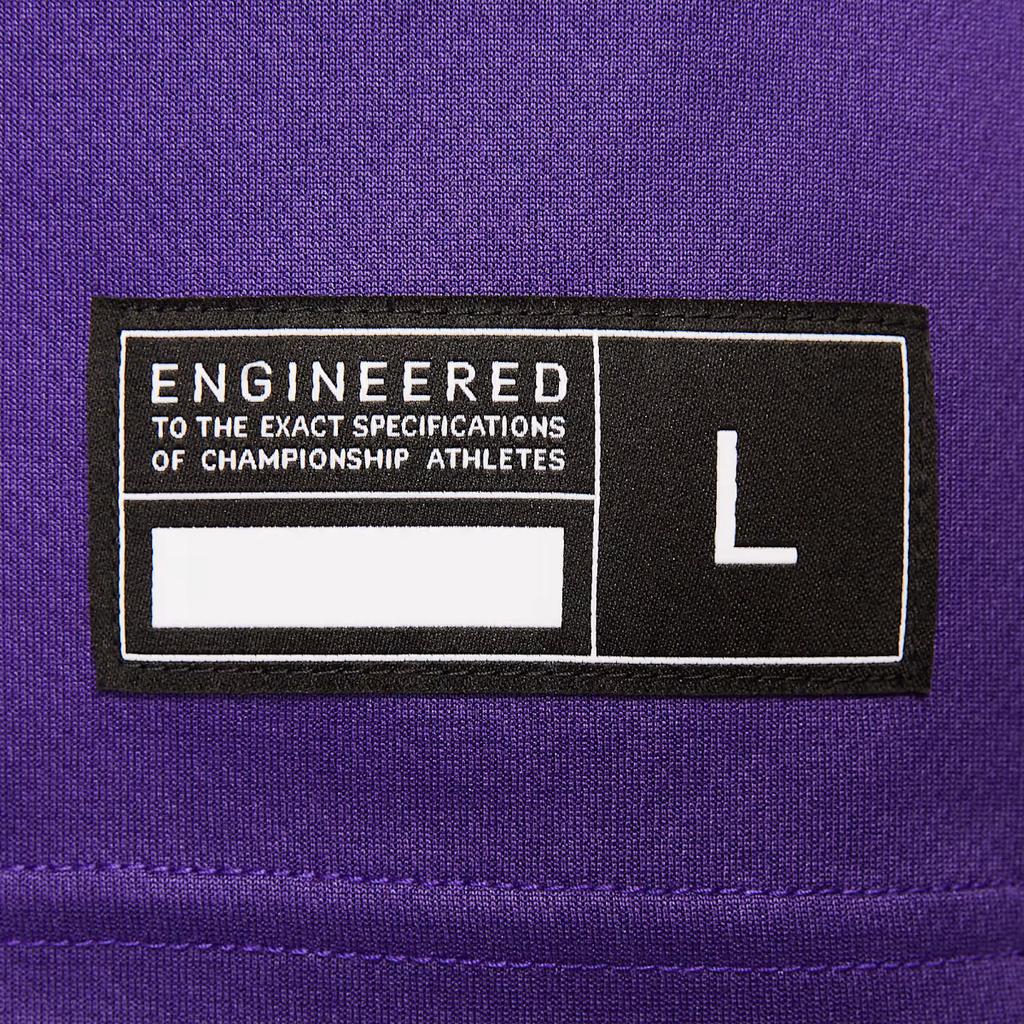 ENGINEERED
TO THE EXACT SPECIFICATIONS
OF CHAMPIONSHIP ATHLETES
L